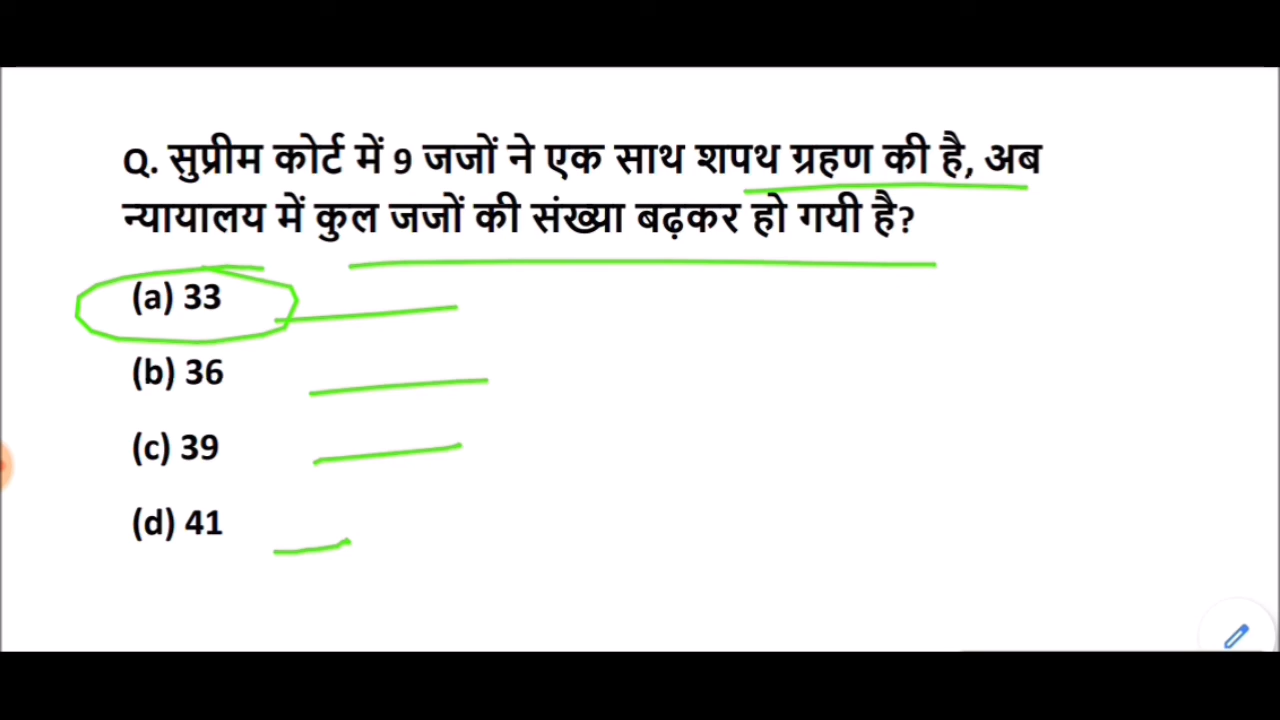 Q. सुप्रीम कोर्ट में 9 जजों ने एक साथ शपथ ग्रहण की है, अब
न्यायालय में कुल जजों की संख्या बढ़कर हो गयी है?
(a) 33
(b) 36
(c) 39
(d) 41